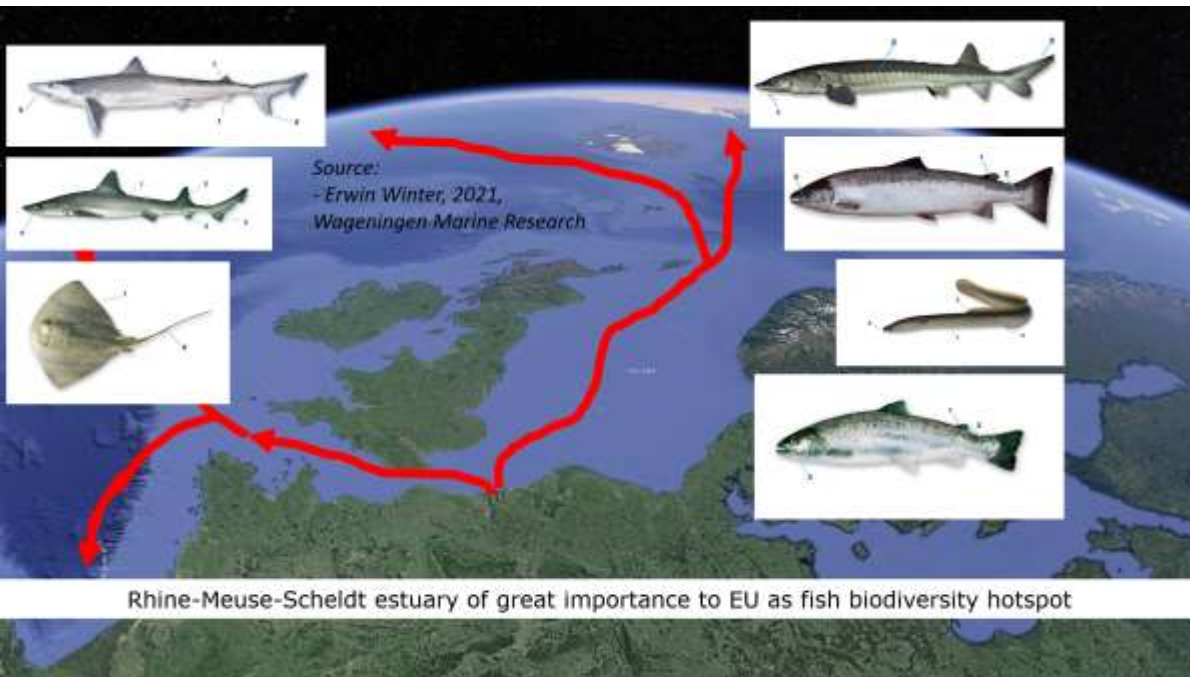 Source:
- Erwin Winter, 2021,
Wageningen Marine Research
Rhine-Meuse-Scheldt estuary of great importance to EU as fish biodiversity hotspot